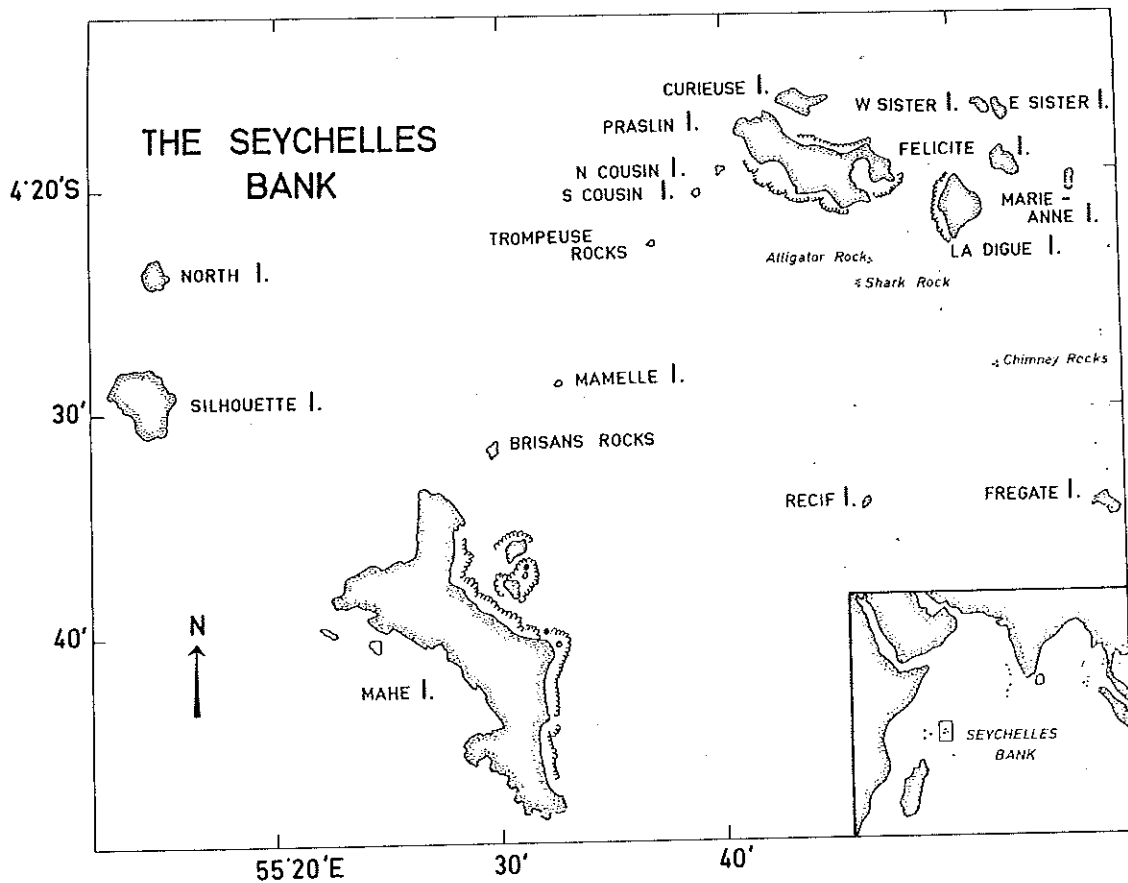 THE SEYCHELLES
BANK
CURIEUSE I.
W SISTER I.
E SISTER I.
PRASLIN I.
FELICITE I.
N COUSIN I.
S COUSIN I.
4°20'S
MARIE-
ANNE I.
TROMPEUSE
ROCKS
LA DIGUE I.
Alligator Rocks
Shark Rock
NORTH I.
Chimney Rocks
MAMELLE I.
SILHOUETTE I.
30'
BRISANS ROCKS
RECIF I.
FREGATE I.
N
40'
MAHE I.
SEYCHELLES
BANK
55°20'E
30'
40'